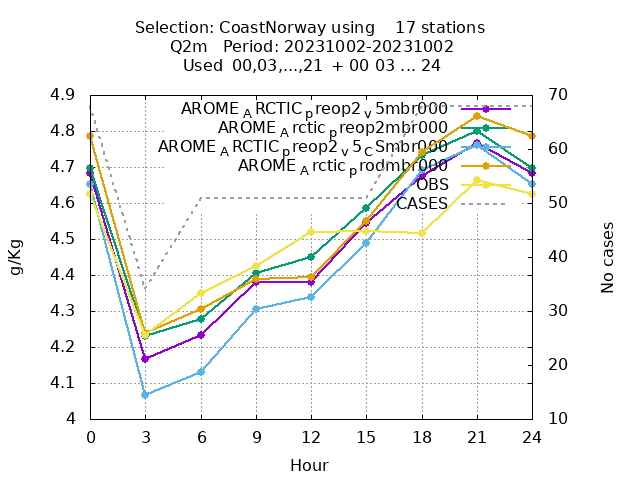 Selection: CoastNorway using 17 stations
Q2m Period: 20231002-20231002
Used 00,03,...,21 + 00 03 ... 24
4.9
4.8
4.7
4.6
4.5
4.4
4.3
4.2
4.1
4
g/Kg
AROME_ARCTIC_preop2_v5mbr000
AROME_Arctic_preop2mbr000
AROME_ARCTIC_preop2_v5_CSmbr000
AROME_Arctic_prodmbr000
OBS
CASES
70
60
50
40
30
20
10
No cases
0 3 6 9 12 15 18 21 24
Hour